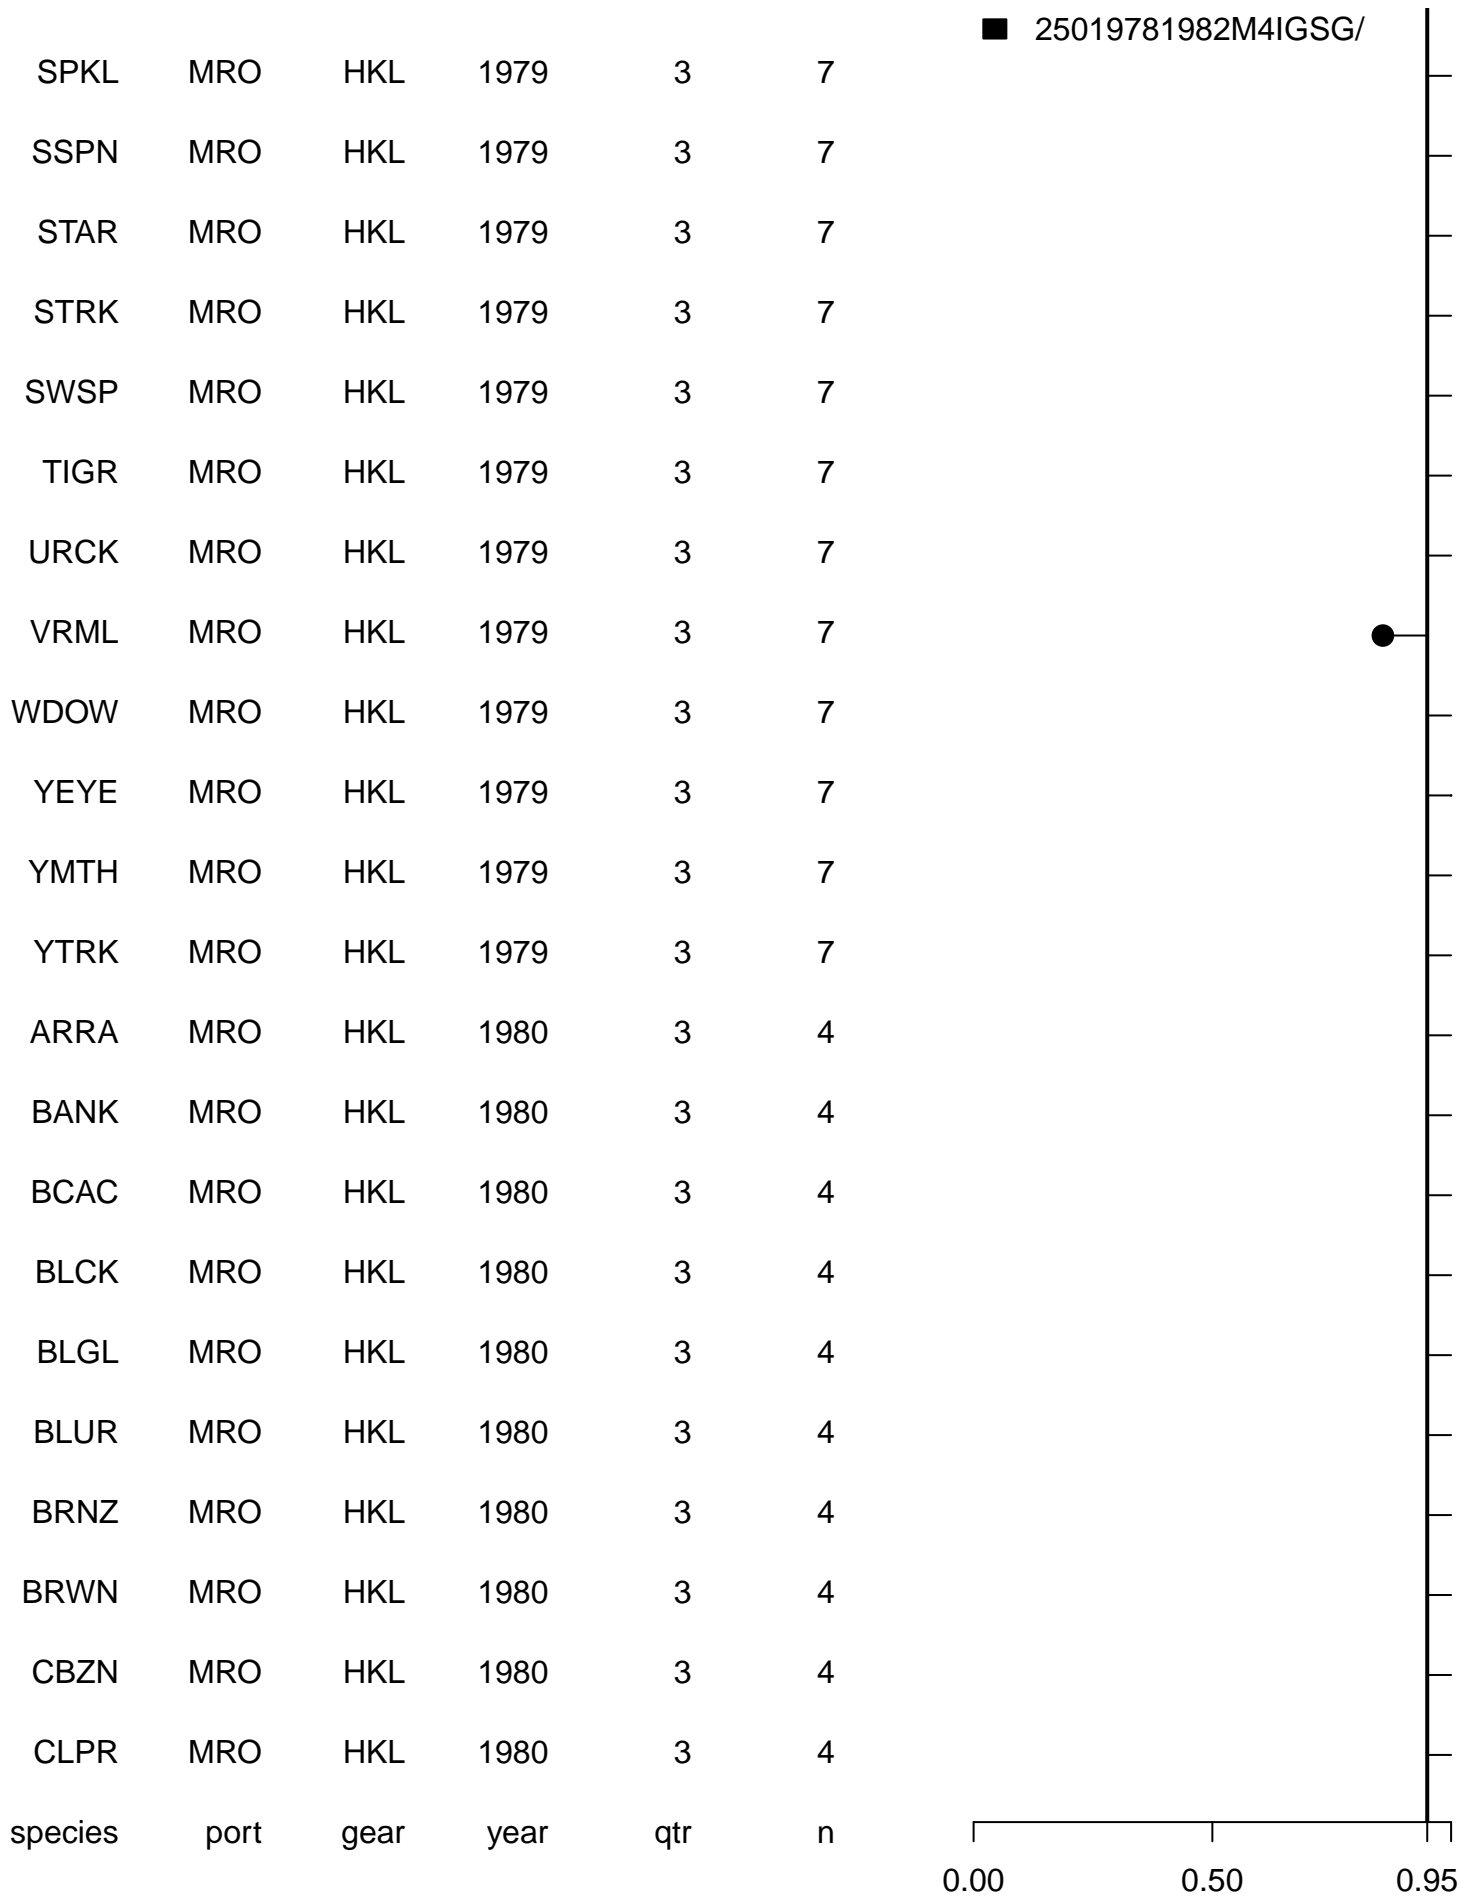 25019781982M4IGSG/
SPKL MRO HKL 1979 3 7
SSPN MRO HKL 1979 3 7
STAR MRO HKL 1979 3 7
STRK MRO HKL 1979 3 7
SWSP MRO HKL 1979 3 7
TIGR MRO HKL 1979 3 7
URCK MRO HKL 1979 3 7
VRML MRO HKL 1979 3 7
WDOW MRO HKL 1979 3 7
YEYE MRO HKL 1979 3 7
YMTH MRO HKL 1979 3 7
YTRK MRO HKL 1979 3 7
ARRA MRO HKL 1980 3 4
BANK MRO HKL 1980 3 4
BCAC MRO HKL 1980 3 4
BLCK MRO HKL 1980 3 4
BLGL MRO HKL 1980 3 4
BLUR MRO HKL 1980 3 4
BRNZ MRO HKL 1980 3 4
BRWN MRO HKL 1980 3 4
CBZN MRO HKL 1980 3 4
CLPR MRO HKL 1980 3 4
species port gear year qtr n
0.00 0.50 0.95